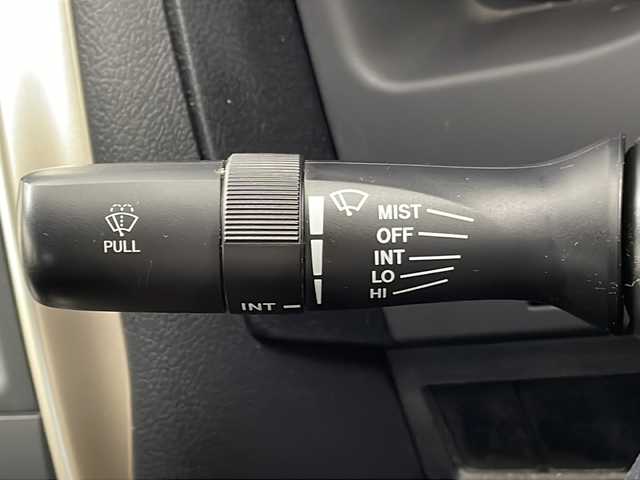 PULL
INT
MIST
OFF
INT
LO
HI